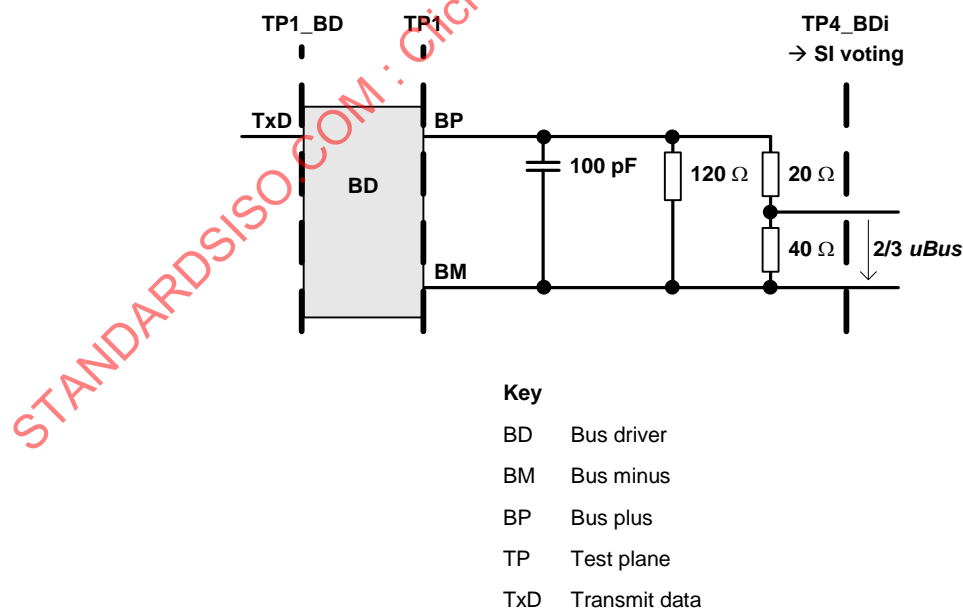 TP1_BD TP1 TP4_BDi
→ SI voting
TxD BP
BD 100 pF 120 Ω 20 Ω
40 Ω 2/3 uBus
BM
STANDARDSISO.COM : Clic
Key
BD Bus driver
BM Bus minus
BP Bus plus
TP Test plane
TxD Transmit data